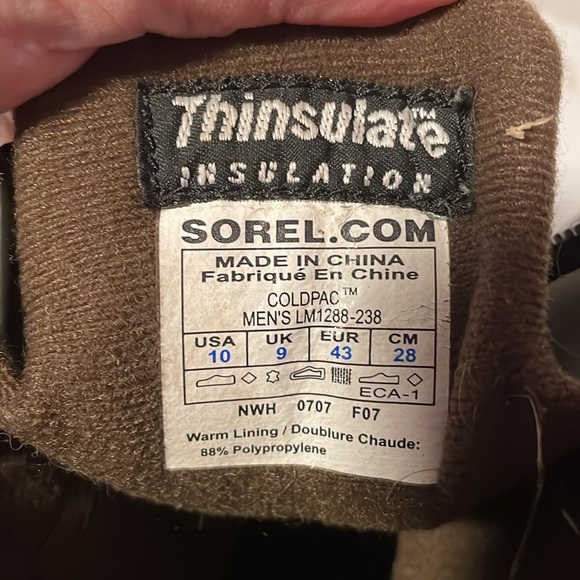 Thinsulate™
INSULATION
SOREL.COM
MADE IN CHINA
Fabriqué En Chine
COLDPAC™
MEN'S LM1288-238
USA UK EUR CM
10 9 43 28
ECA-1
NWH 0707 F07
Warm Lining / Doublure Chaude:
88% Polypropylene